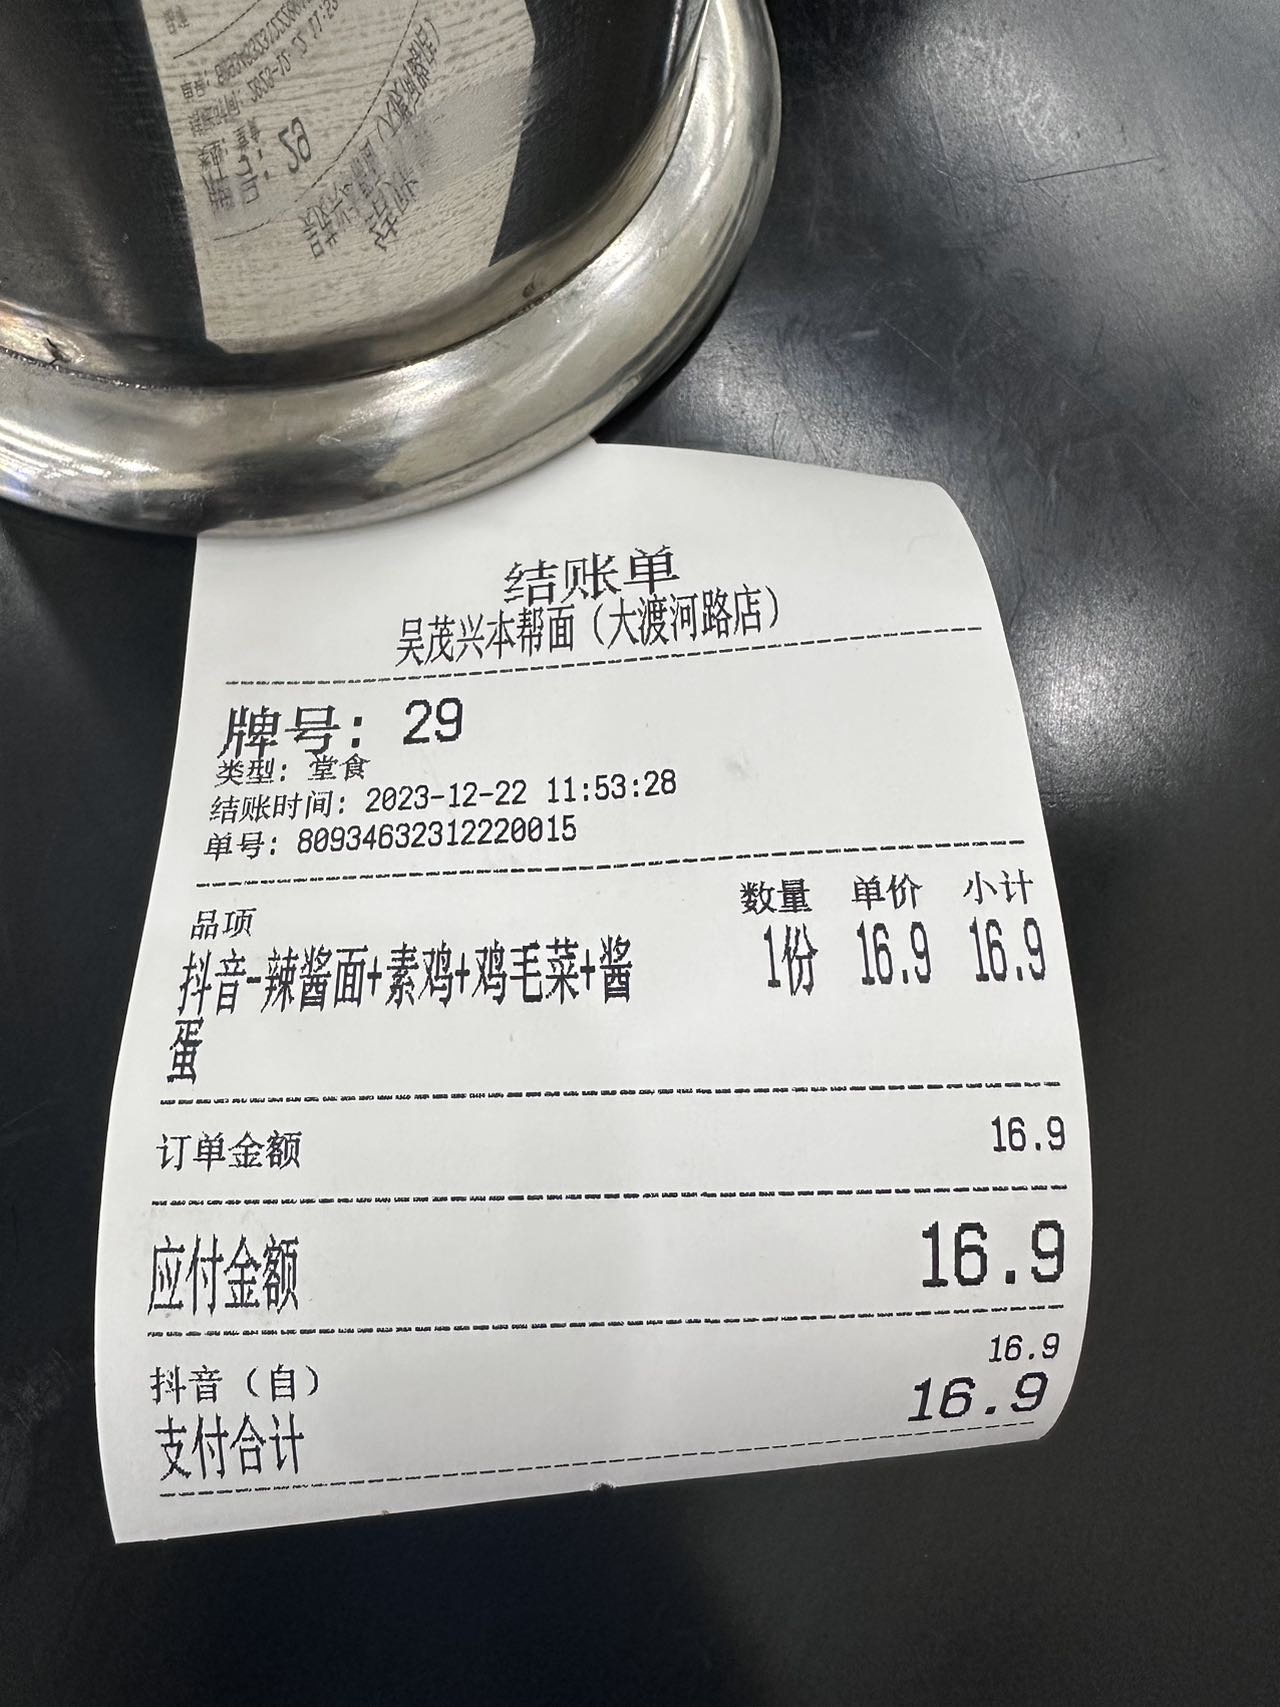 结账单
吴茂兴本帮面（大渡河路店）
牌号: 29
类型: 堂食
结账时间: 2023-12-22 11:53:28
单号: 80934632312220015
品项 数量 单价 小计
抖音-辣酱面+素鸡+鸡毛菜+酱 1份 16.9 16.9
蛋
订单金额 16.9
应付金额 16.9
抖音（自） 16.9
支付合计 16.9